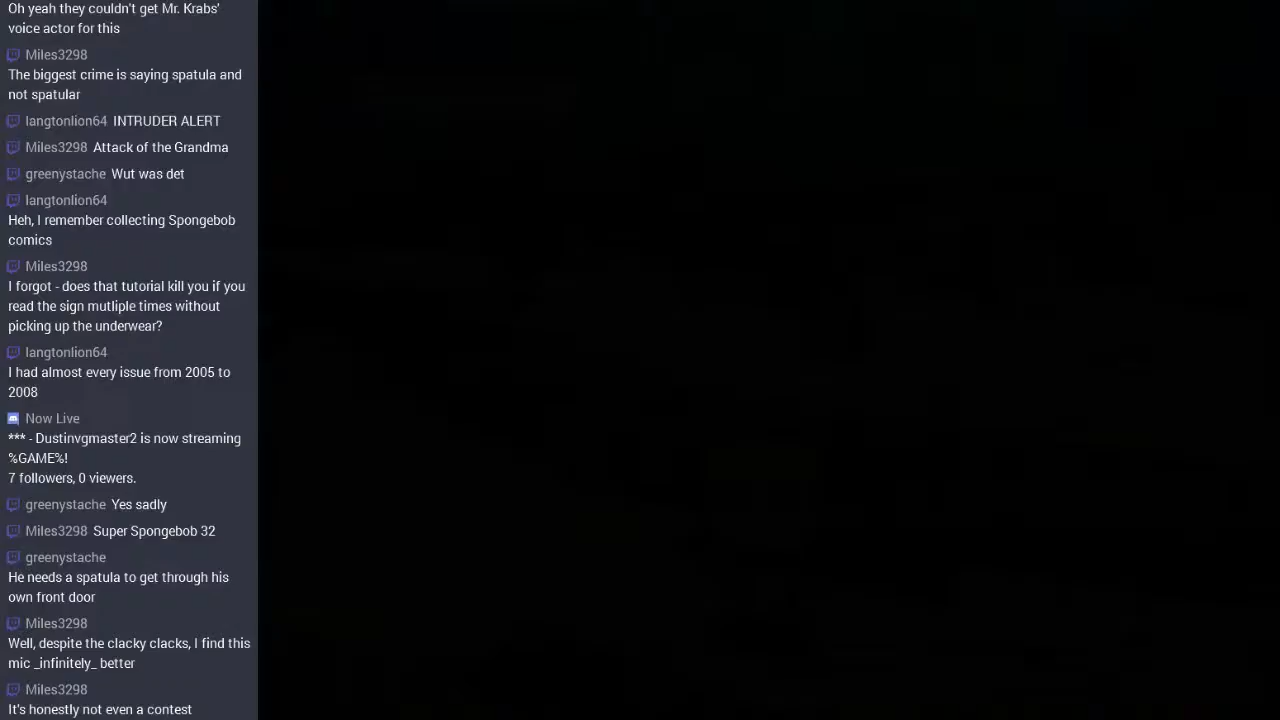 Oh yeah they couldn't get Mr. Krabs'
voice actor for this
Miles3298
The biggest crime is saying spatula and
not spatular
langtonlion64 INTRUDER ALERT
Miles3298 Attack of the Grandma
greenystache Wut was det
langtonlion64
Heh, I remember collecting Spongebob
comics
Miles3298
I forgot - does that tutorial kill you if you
read the sign mutliple times without
picking up the underwear?
langtonlion64
I had almost every issue from 2005 to
2008
Now Live
*** - Dustinvgmaster2 is now streaming
%GAME%!
7 followers, 0 viewers.
greenystache Yes sadly
Miles3298 Super Spongebob 32
greenystache
He needs a spatula to get through his
own front door
Miles3298
Well, despite the clacky clacks, I find this
mic _infinitely_ better
Miles3298
It's honestly not even a contest